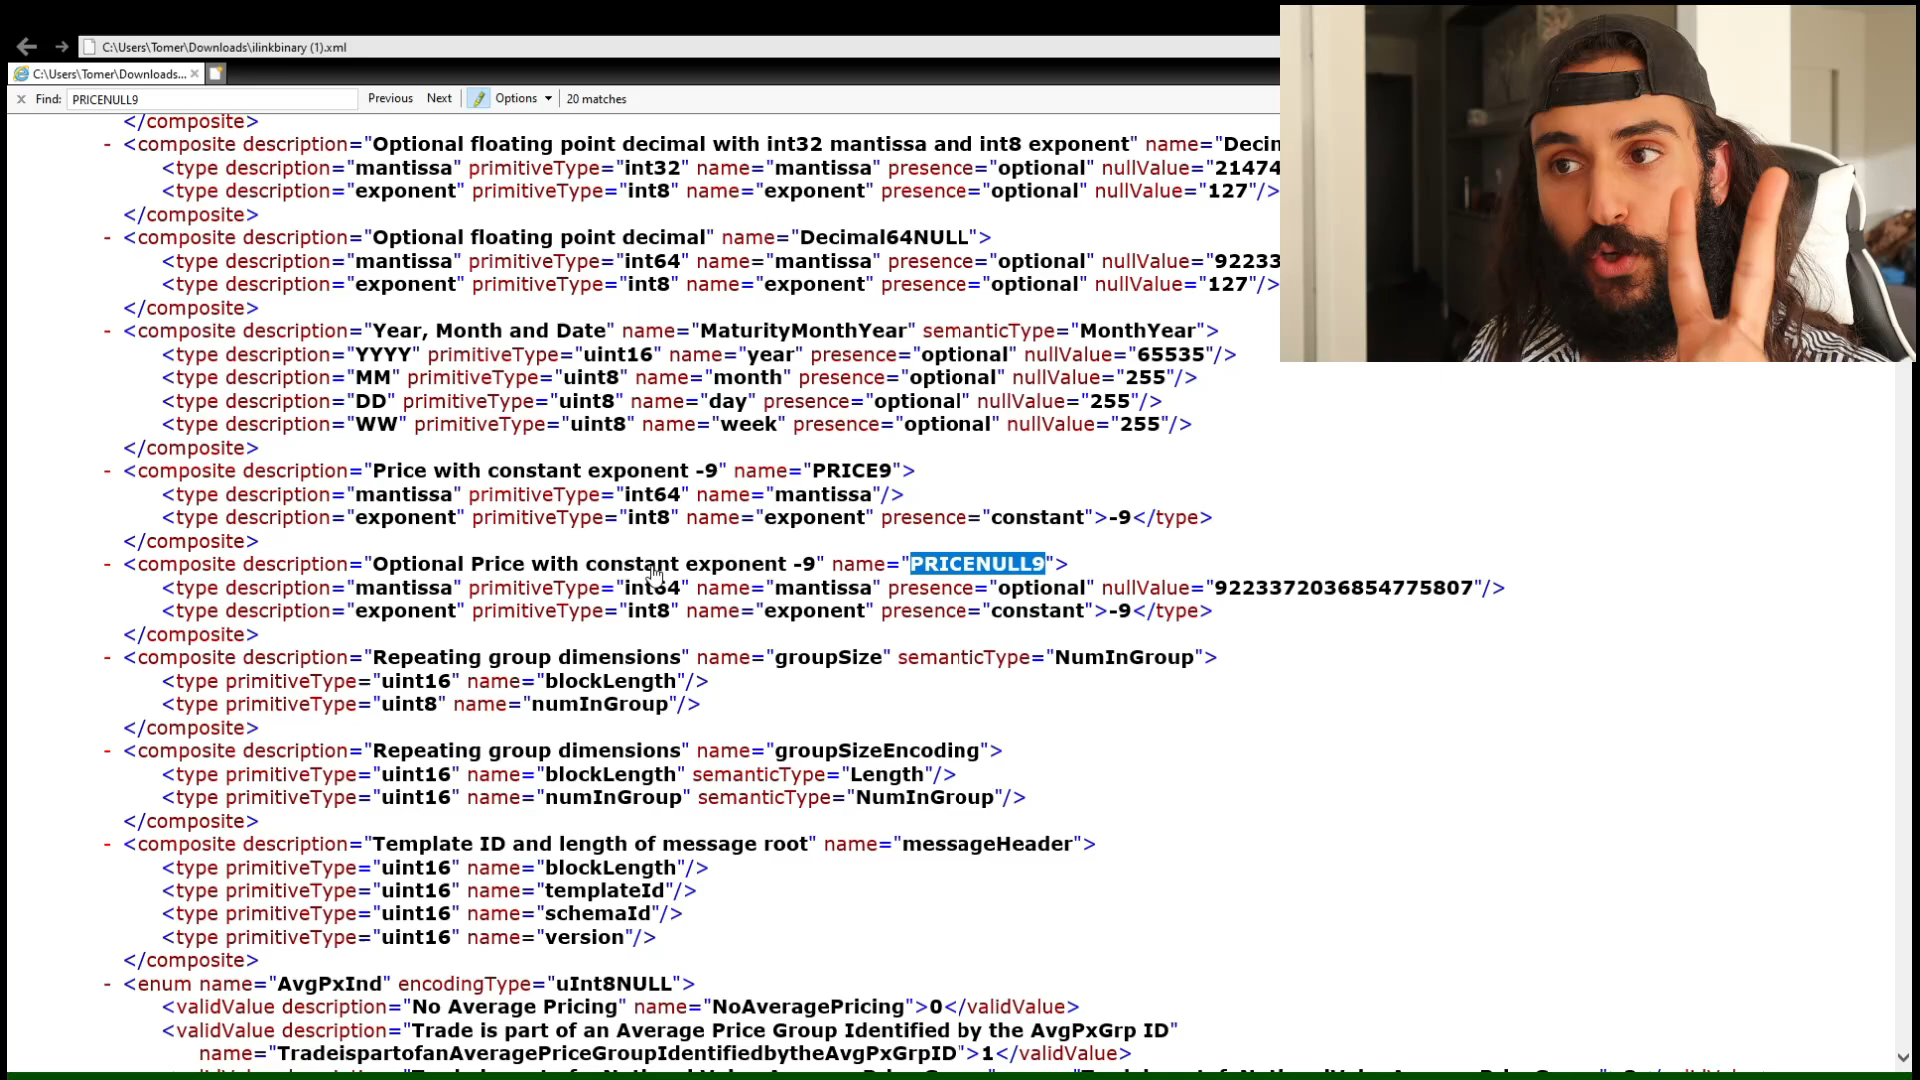 C:\Users\Tomer\Downloads\ilinkbinary (1).xml
C:\Users\Tomer\Downloads...
Find: PRICENULL9 Previous Next Options 20 matches
</composite>
- <composite description="Optional floating point decimal with int32 mantissa and int8 exponent" name="Decin
<type description="mantissa" primitiveType="int32" name="mantissa" presence="optional" nullValue="21474
<type description="exponent" primitiveType="int8" name="exponent" presence="optional" nullValue="127"/>
</composite>
- <composite description="Optional floating point decimal" name="Decimal64NULL">
<type description="mantissa" primitiveType="int64" name="mantissa" presence="optional" nullValue="92233
<type description="exponent" primitiveType="int8" name="exponent" presence="optional" nullValue="127"/>
</composite>
- <composite description="Year, Month and Date" name="MaturityMonthYear" semanticType="MonthYear">
<type description="YYYY" primitiveType="uint16" name="year" presence="optional" nullValue="65535"/>
<type description="MM" primitiveType="uint8" name="month" presence="optional" nullValue="255"/>
<type description="DD" primitiveType="uint8" name="day" presence="optional" nullValue="255"/>
<type description="WW" primitiveType="uint8" name="week" presence="optional" nullValue="255"/>
</composite>
- <composite description="Price with constant exponent -9" name="PRICE9">
<type description="mantissa" primitiveType="int64" name="mantissa"/>
<type description="exponent" primitiveType="int8" name="exponent" presence="constant">-9</type>
</composite>
- <composite description="Optional Price with constant exponent -9" name="PRICENULL9">
<type description="mantissa" primitiveType="int64" name="mantissa" presence="optional" nullValue="9223372036854775807"/>
<type description="exponent" primitiveType="int8" name="exponent" presence="constant">-9</type>
</composite>
- <composite description="Repeating group dimensions" name="groupSize" semanticType="NumInGroup">
<type primitiveType="uint16" name="blockLength"/>
<type primitiveType="uint8" name="numInGroup"/>
</composite>
- <composite description="Repeating group dimensions" name="groupSizeEncoding">
<type primitiveType="uint16" name="blockLength" semanticType="Length"/>
<type primitiveType="uint16" name="numInGroup" semanticType="NumInGroup"/>
</composite>
- <composite description="Template ID and length of message root" name="messageHeader">
<type primitiveType="uint16" name="blockLength"/>
<type primitiveType="uint16" name="templateId"/>
<type primitiveType="uint16" name="schemaId"/>
<type primitiveType="uint16" name="version"/>
</composite>
- <enum name="AvgPxInd" encodingType="uInt8NULL">
<validValue description="No Average Pricing" name="NoAveragePricing">0</validValue>
<validValue description="Trade is part of an Average Price Group Identified by the AvgPxGrp ID"
name="TradeispartofanAveragePriceGroupIdentifiedbytheAvgPxGrpID">1</validValue>